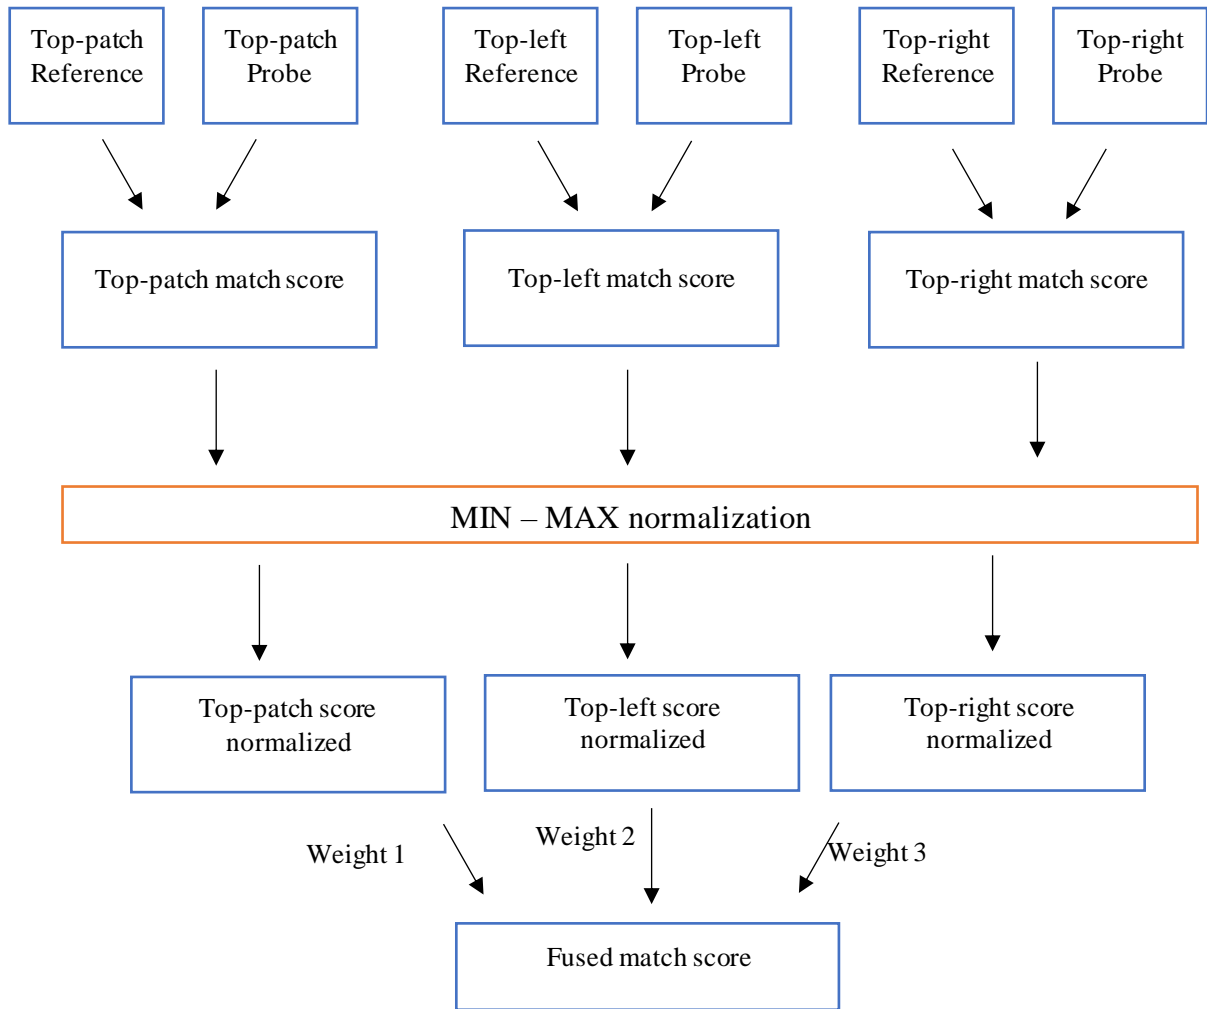 Top-patch
Reference
Top-patch
Probe
Top-left
Reference
Top-left
Probe
Top-right
Reference
Top-right
Probe
Top-patch match score
Top-left match score
Top-right match score
MIN – MAX normalization
Top-patch score
normalized
Top-left score
normalized
Top-right score
normalized
Weight 1
Weight 2
Weight 3
Fused match score